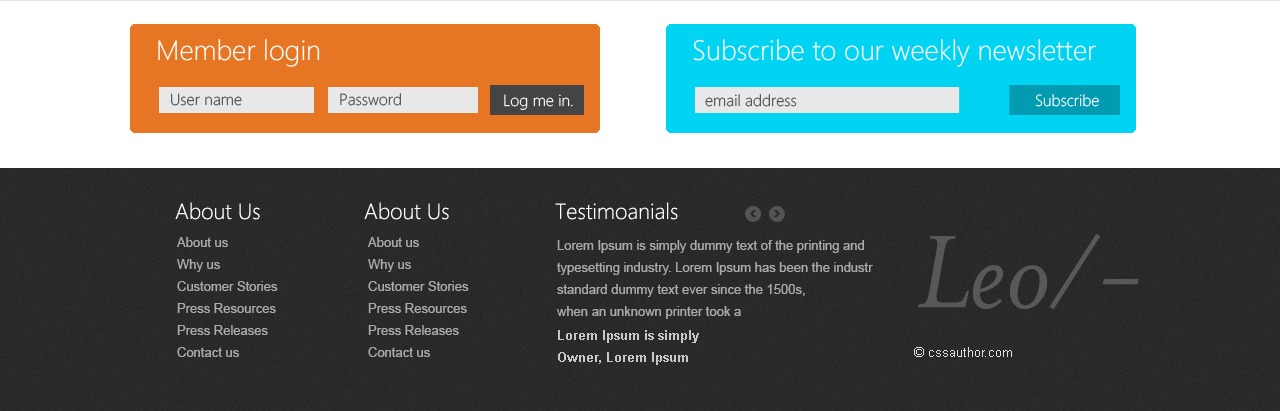 Member login
User name
Password
Log me in.
Subscribe to our weekly newsletter
email address
Subscribe
About Us
About us
Why us
Customer Stories
Press Resources
Press Releases
Contact us
About Us
About us
Why us
Customer Stories
Press Resources
Press Releases
Contact us
Testimoanials
Lorem Ipsum is simply dummy text of the printing and
typesetting industry. Lorem Ipsum has been the industr
standard dummy text ever since the 1500s,
when an unknown printer took a
Lorem Ipsum is simply
Owner, Lorem Ipsum
Leo/-
© cssauthor.com